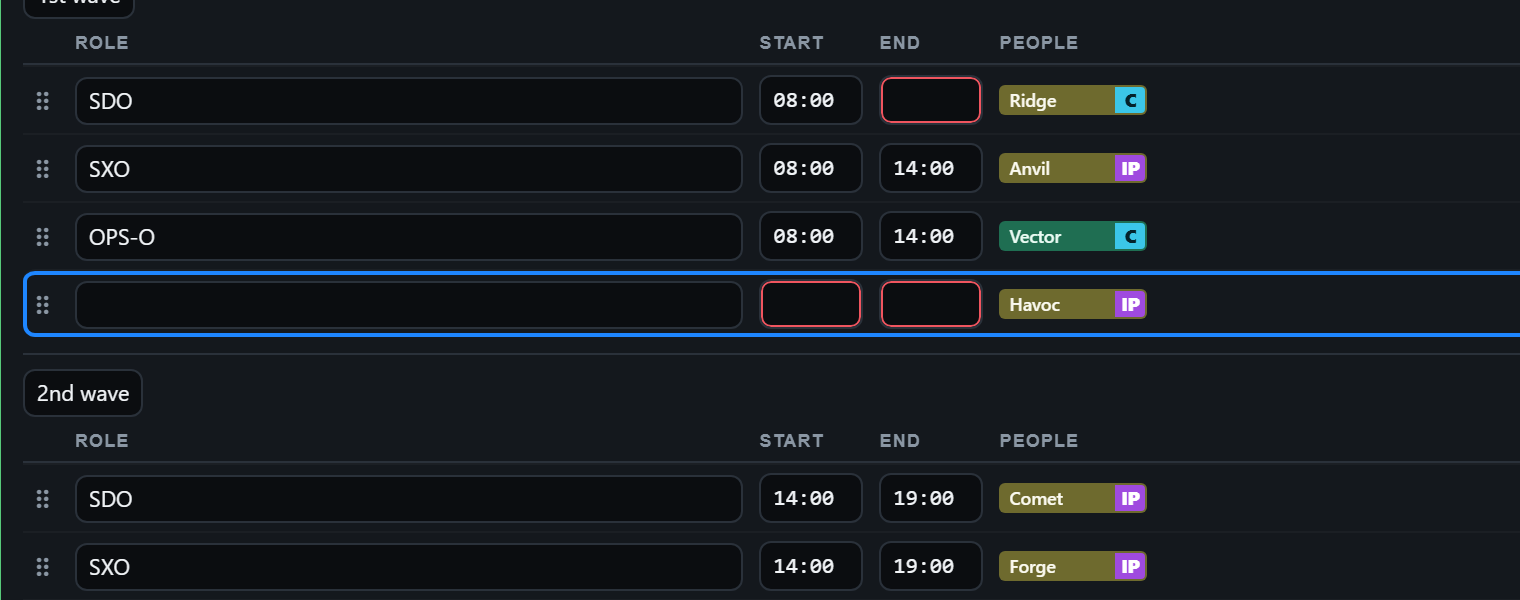 1st wave
ROLE START END PEOPLE
SDO 08:00 Ridge C
SXO 08:00 14:00 Anvil IP
OPS-O 08:00 14:00 Vector C
Havoc IP
2nd wave
ROLE START END PEOPLE
SDO 14:00 19:00 Comet IP
SXO 14:00 19:00 Forge IP